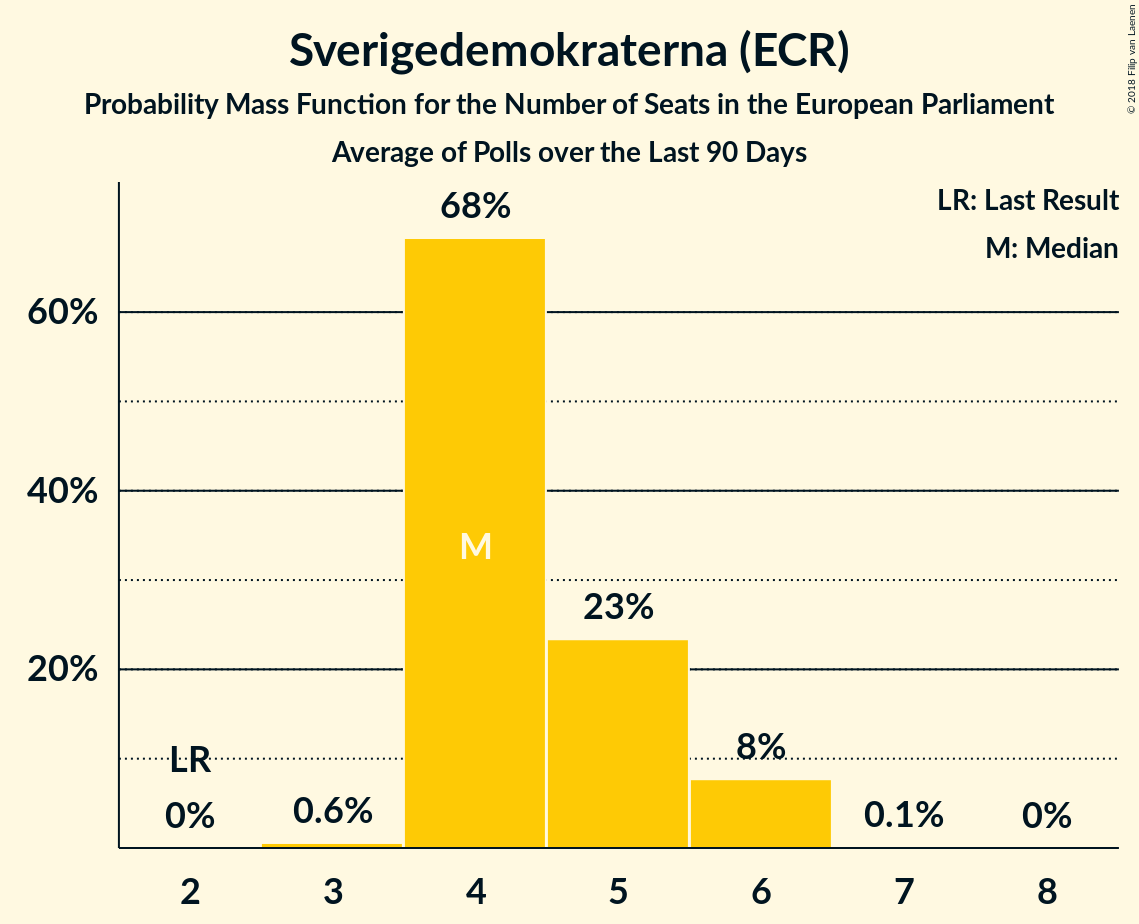 Sverigedemokraterna (ECR)
Probability Mass Function for the Number of Seats in the European Parliament
Average of Polls over the Last 90 Days
© 2018 Filip van Laenen
LR: Last Result
M: Median
68%
60%
40%
M
23%
20%
LR
8%
0%
0.6%
0.1%
0%
2 3 4 5 6 7 8